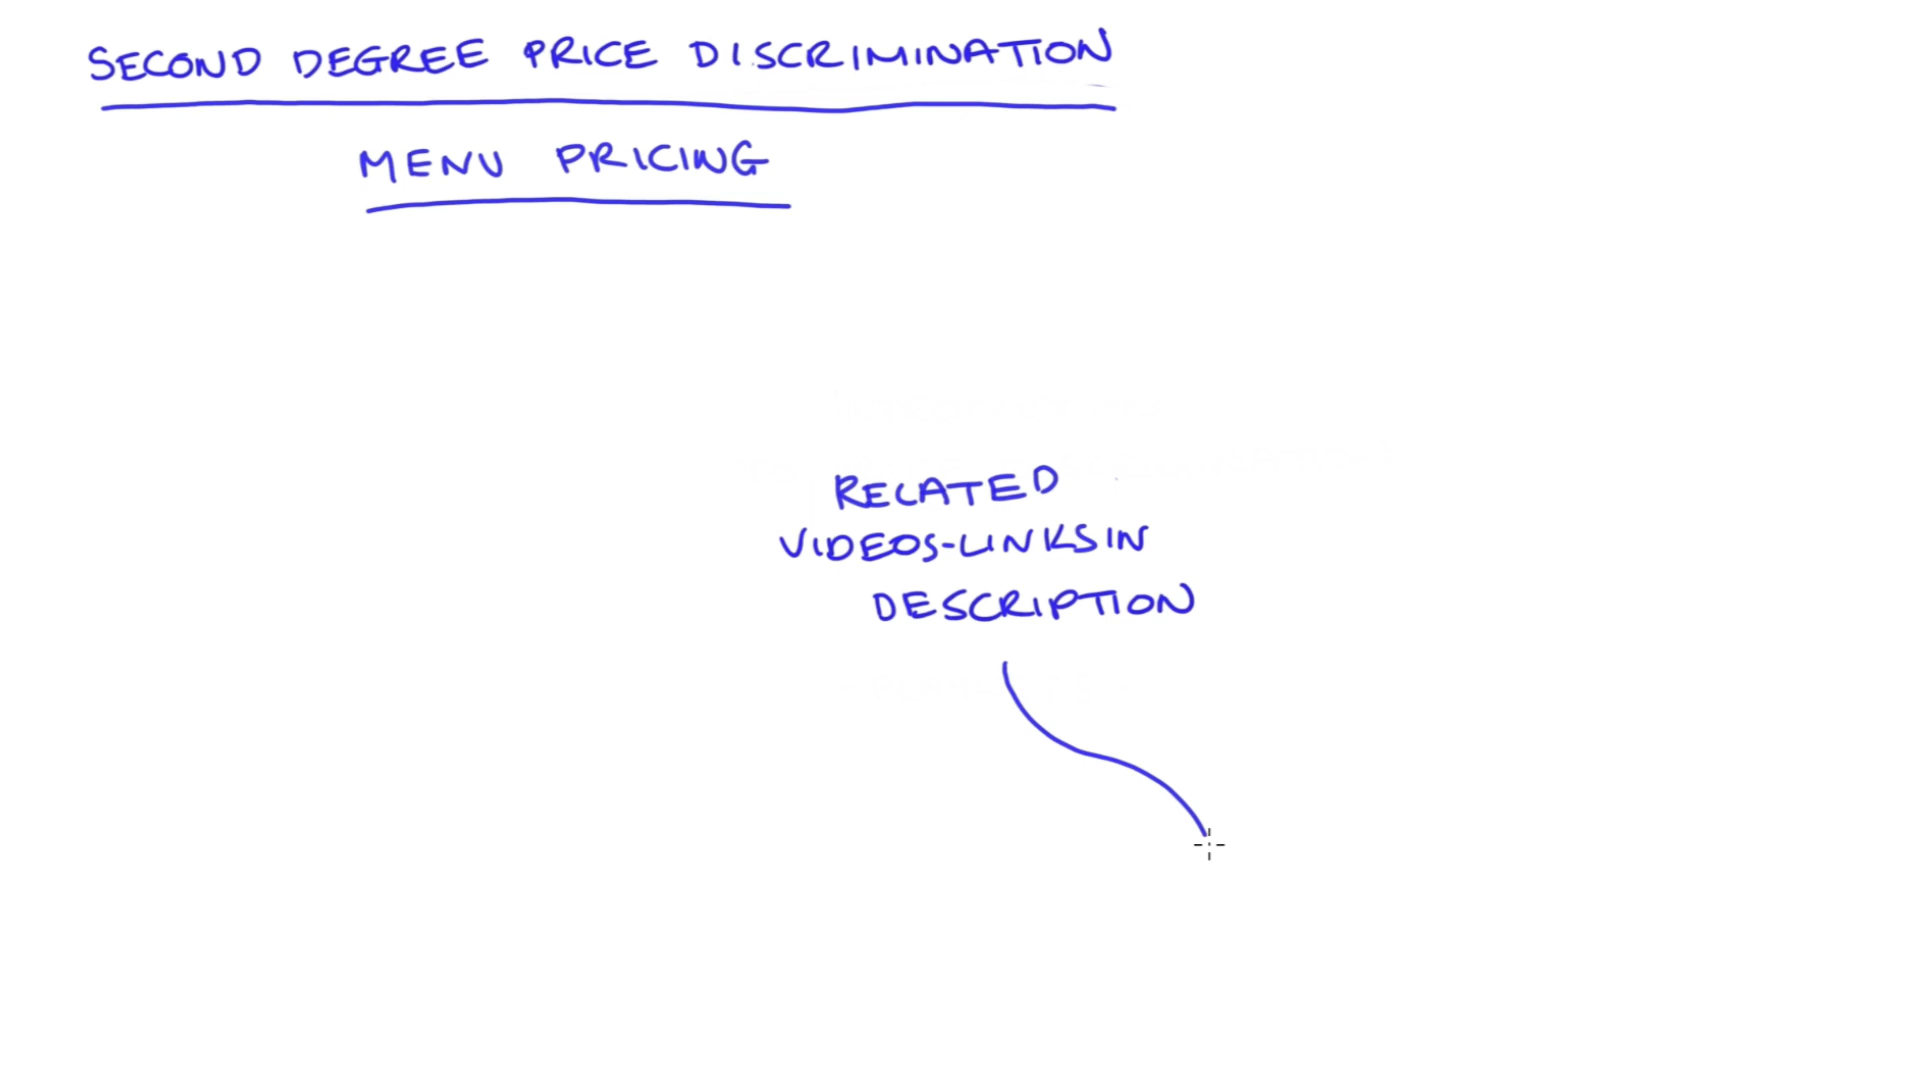 SECOND DEGREE PRICE DISCRIMINATION
MENU PRICING
RELATED
VIDEOS-LINKS IN
DESCRIPTION